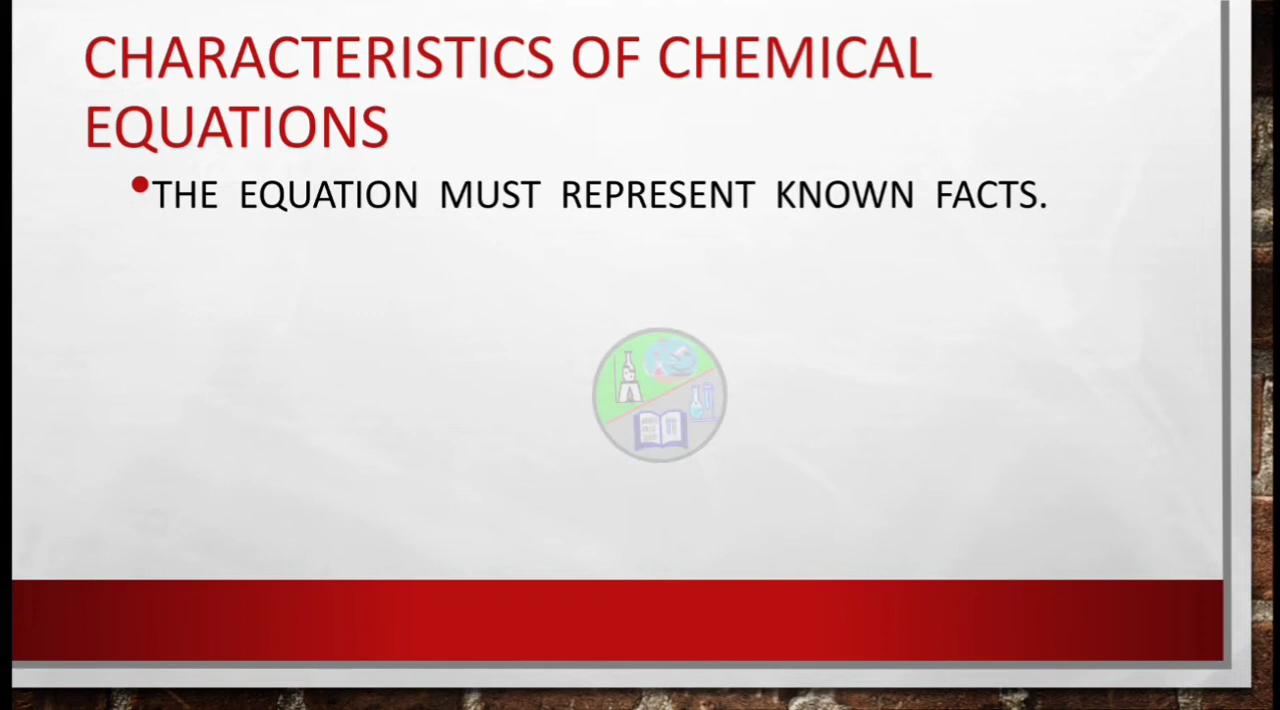 CHARACTERISTICS OF CHEMICAL
EQUATIONS
•THE EQUATION MUST REPRESENT KNOWN FACTS.